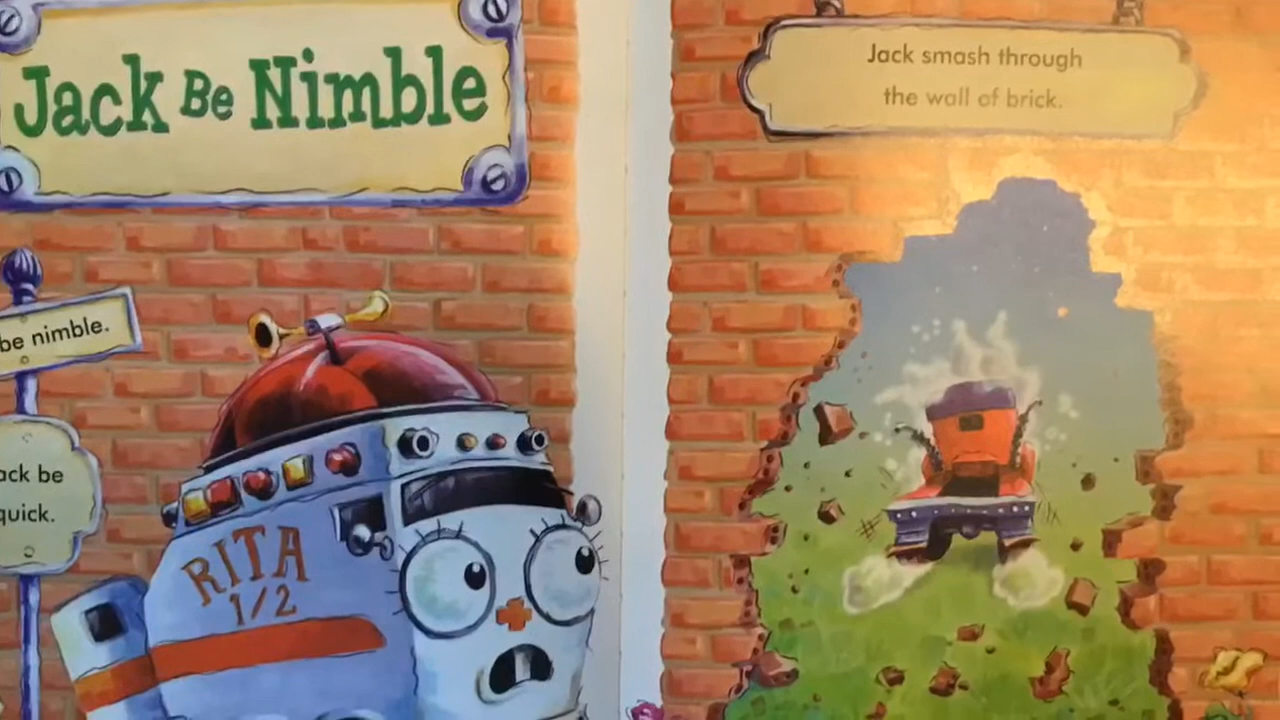 Jack Be Nimble
be nimble.
ack be
quick.
RITA
1/2
Jack smash through
the wall of brick.